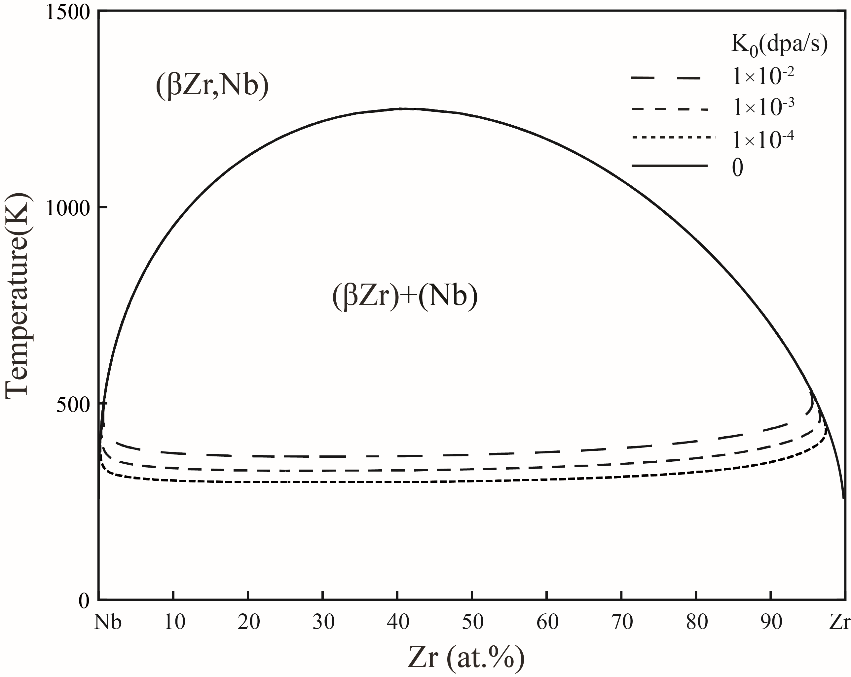 1500
K₀(dpa/s)
(βZr,Nb)
1×10⁻²
1×10⁻³
1×10⁻⁴
0
1000
(βZr)+(Nb)
Temperature(K)
500
0
Nb 10 20 30 40 50 60 70 80 90 Zr
Zr (at.%)